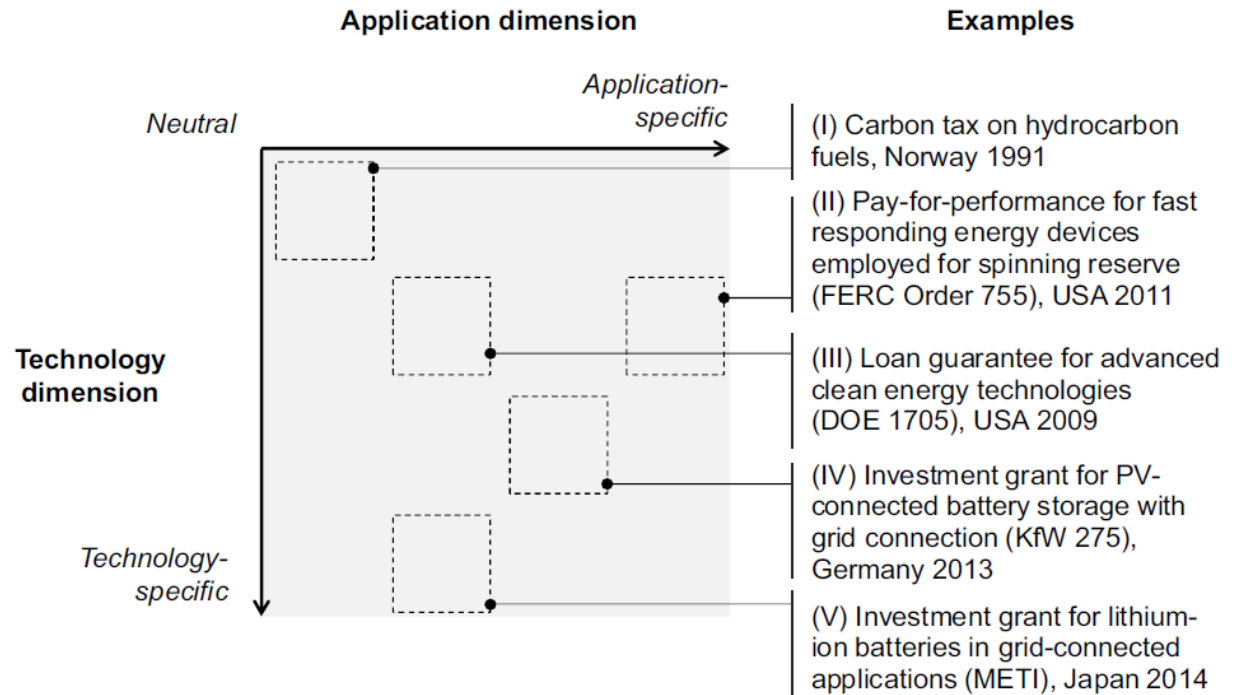 Application dimension
Examples
Neutral
Application-
specific
Technology
dimension
Technology-
specific
(I) Carbon tax on hydrocarbon
fuels, Norway 1991
(II) Pay-for-performance for fast
responding energy devices
employed for spinning reserve
(FERC Order 755), USA 2011
(III) Loan guarantee for advanced
clean energy technologies
(DOE 1705), USA 2009
(IV) Investment grant for PV-
connected battery storage with
grid connection (KfW 275),
Germany 2013
(V) Investment grant for lithium-
ion batteries in grid-connected
applications (METI), Japan 2014